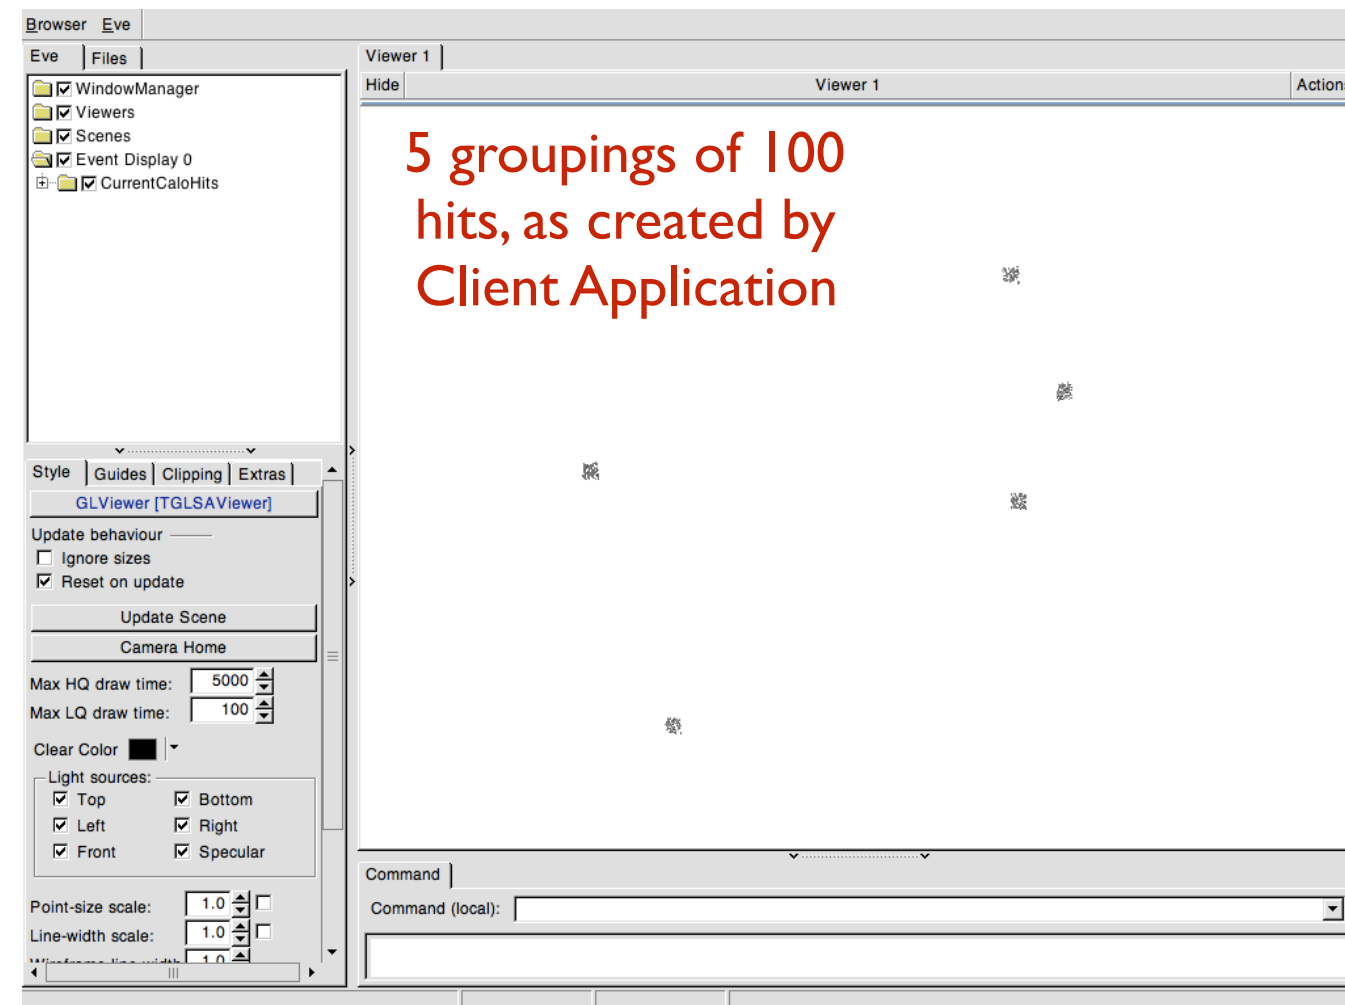 Browser Eve
Eve Files
WindowManager
Viewers
Scenes
Event Display 0
CurrentCaloHits
Style Guides Clipping Extras
GLViewer [TGLSAViewer]
Update behaviour
Ignore sizes
Reset on update
Update Scene
Camera Home
Max HQ draw time: 5000
Max LQ draw time: 100
Clear Color
Light sources:
Top Bottom
Left Right
Front Specular
Point-size scale: 1.0
Line-width scale: 1.0
Viewer 1
Hide Viewer 1 Actions
5 groupings of 100
hits, as created by
Client Application
Command
Command (local):